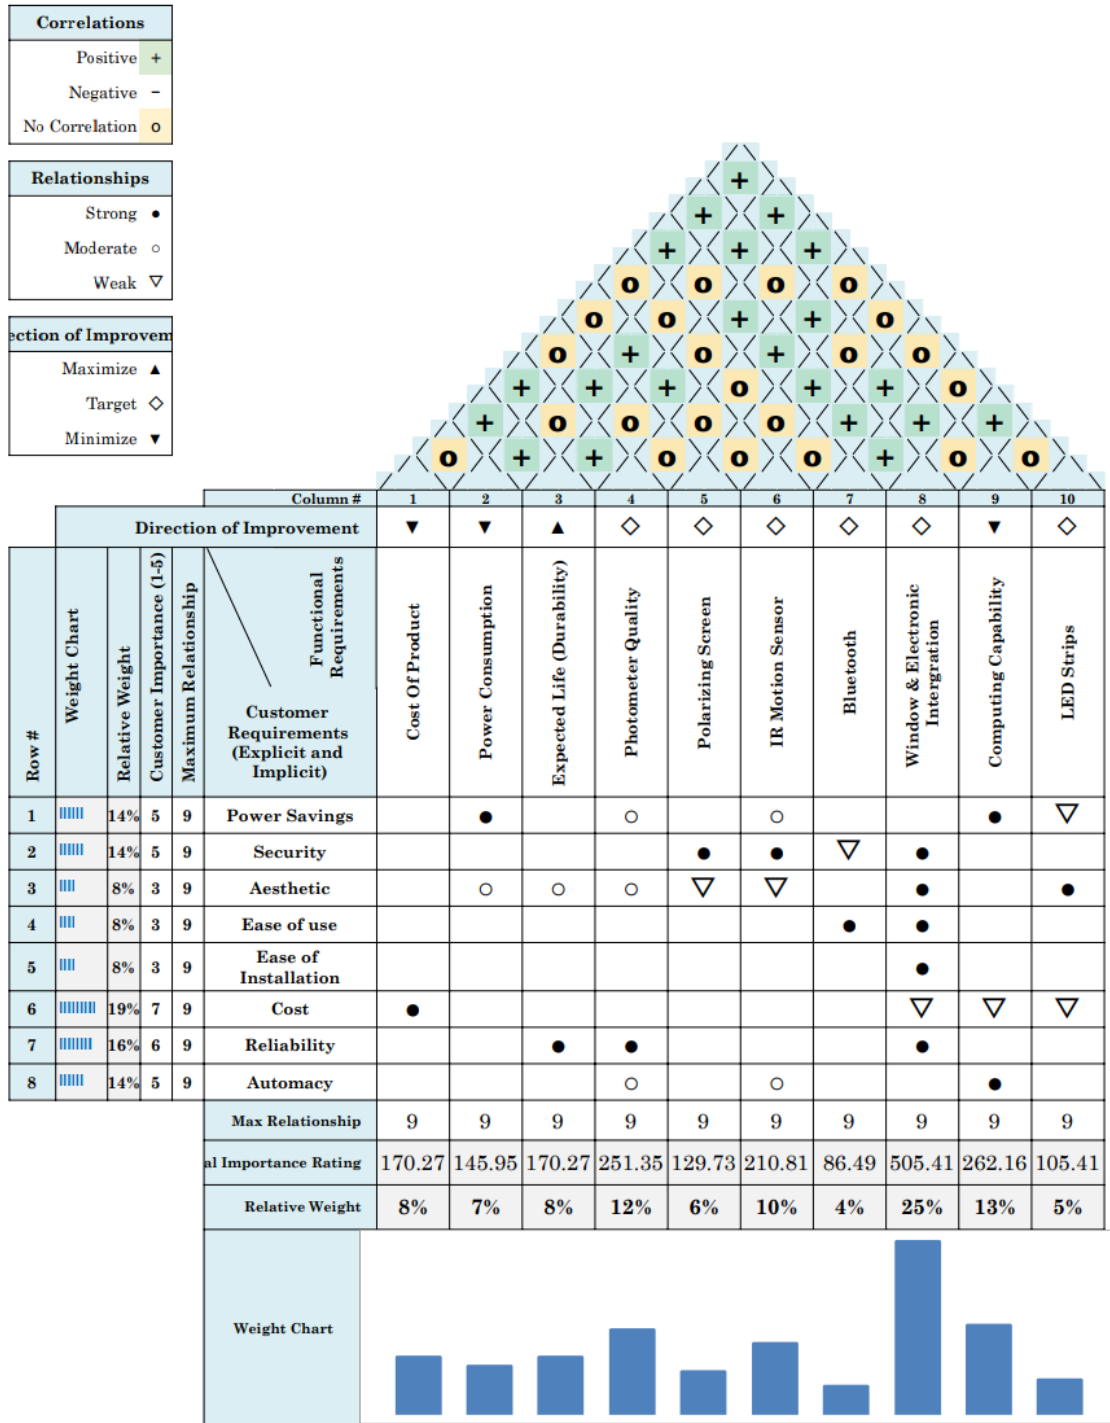 Correlations
Positive +
Negative −
No Correlation o
Relationships
Strong ●
Moderate ○
Weak ▽
ection of Improvem
Maximize ▲
Target ◇
Minimize ▼
+
+ +
+ + +
o o o o
o o + + o
o + o + o o
+ + + o + + o
+ o o o o + + +
o + + o o o + o o
Column # 1 2 3 4 5 6 7 8 9 10
Direction of Improvement ▼ ▼ ▲ ◇ ◇ ◇ ◇ ◇ ▼ ◇
Row #
Weight Chart
Relative Weight
Customer Importance (1-5)
Maximum Relationship
Functional
Requirements
Customer
Requirements
(Explicit and
Implicit)
Cost Of Product
Power Consumption
Expected Life (Durability)
Photometer Quality
Polarizing Screen
IR Motion Sensor
Bluetooth
Window & Electronic
Intergration
Computing Capability
LED Strips
1 14% 5 9 Power Savings ● ○ ○ ● ▽
2 14% 5 9 Security ● ● ▽ ●
3 8% 3 9 Aesthetic ○ ○ ○ ▽ ▽ ● ●
4 8% 3 9 Ease of use ● ●
5 8% 3 9 Ease of
Installation ●
6 19% 7 9 Cost ● ▽ ▽ ▽
7 16% 6 9 Reliability ● ● ●
8 14% 5 9 Automacy ○ ○ ●
Max Relationship 9 9 9 9 9 9 9 9 9 9
al Importance Rating 170.27 145.95 170.27 251.35 129.73 210.81 86.49 505.41 262.16 105.41
Relative Weight 8% 7% 8% 12% 6% 10% 4% 25% 13% 5%
Weight Chart